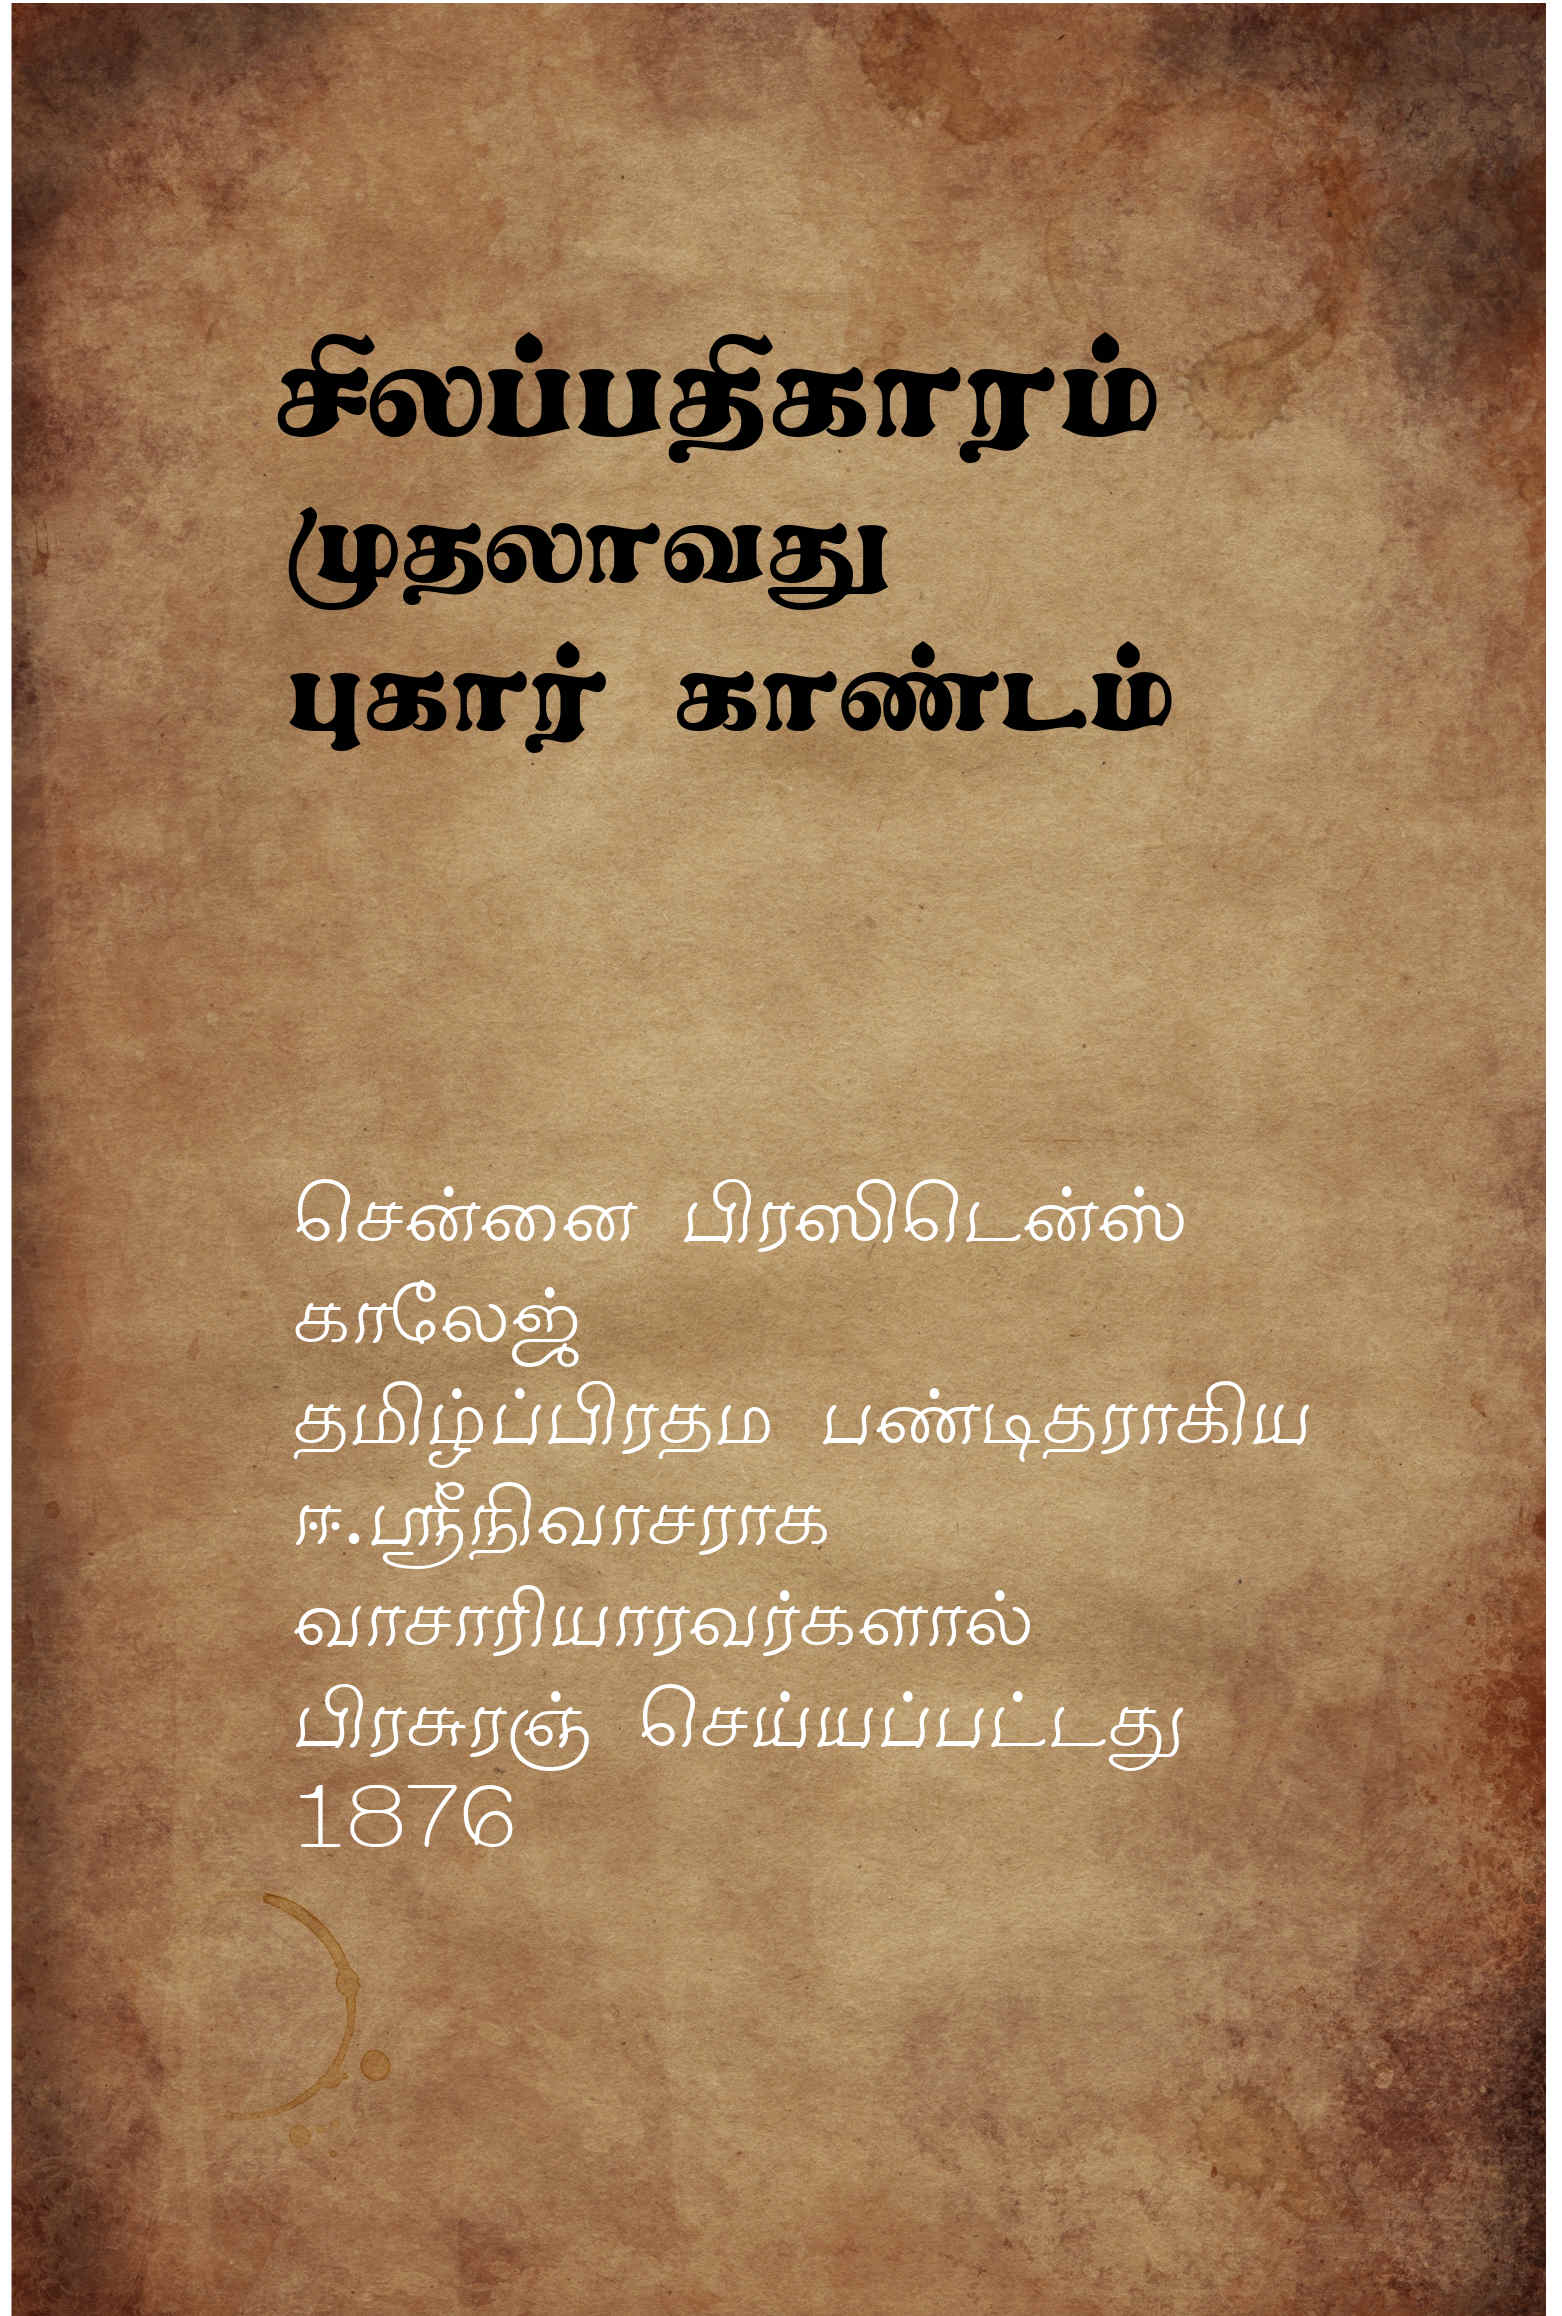 சிலப்பதிகாரம்
முதலாவது
புகார் காண்டம்
சென்னை பிரஸிடென்ஸ்
காலேஜ்
தமிழ்ப்பிரதம பண்டிதராகிய
ஈ.ஸ்ரீநிவாசராக
வாசாரியாரவர்களால்
பிரசுரஞ் செய்யப்பட்டது
1876